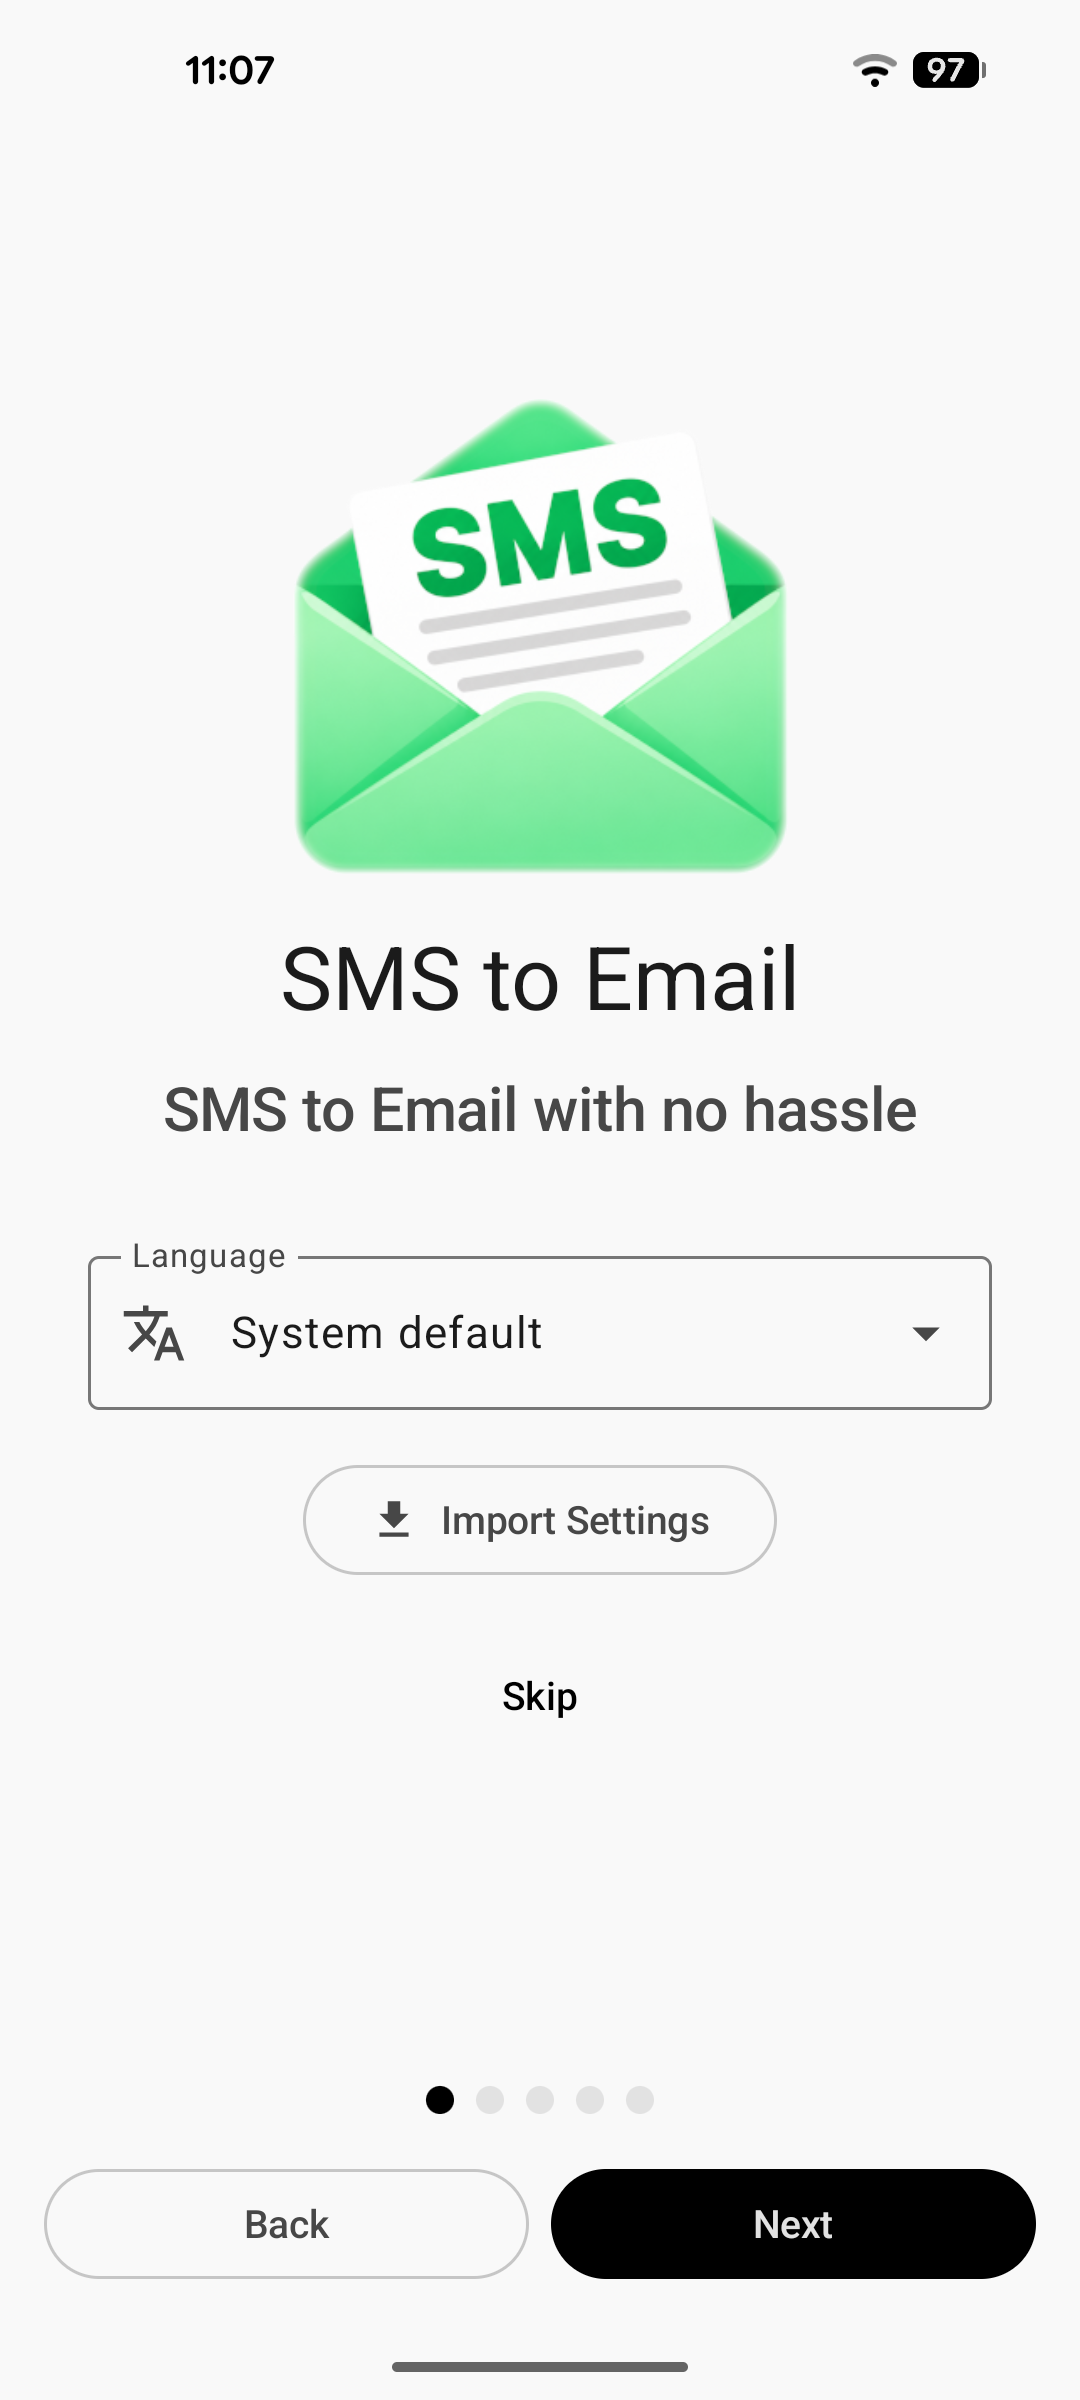 11:07
97
SMS
SMS to Email
SMS to Email with no hassle
Language
System default
Import Settings
Skip
Back
Next